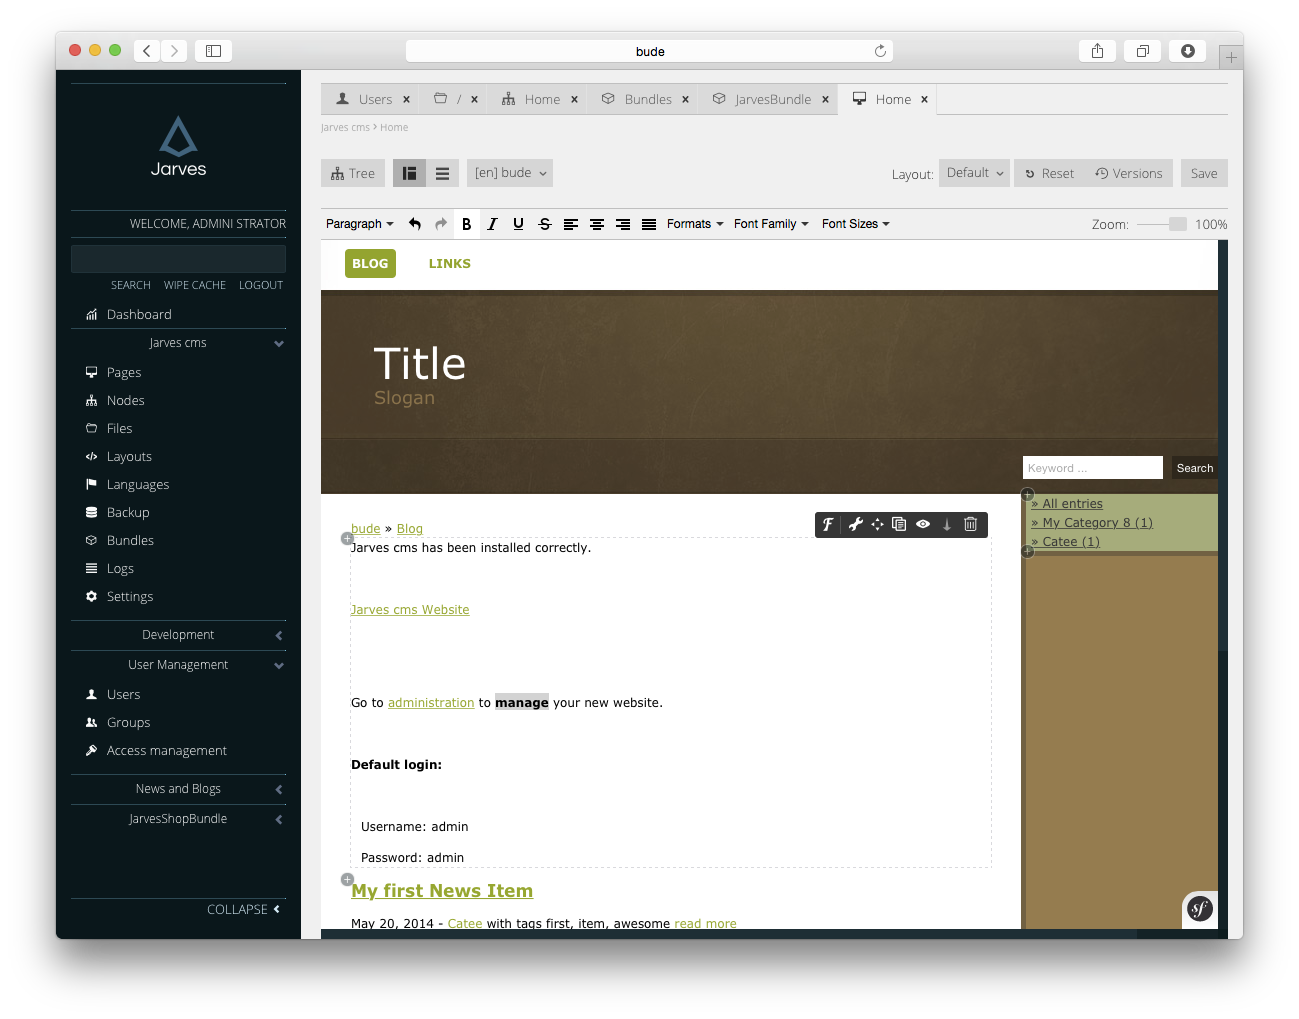 bude
Jarves
WELCOME, ADMINI STRATOR
SEARCH WIPE CACHE LOGOUT
Dashboard
Jarves cms
Pages
Nodes
Files
Layouts
Languages
Backup
Bundles
Logs
Settings
Development
User Management
Users
Groups
Access management
News and Blogs
JarvesShopBundle
COLLAPSE
Users × / × Home × Bundles × JarvesBundle × Home ×
Jarves cms > Home
Tree [en] bude Layout: Default Reset Versions Save
Paragraph B I U S Formats Font Family Font Sizes Zoom: 100%
BLOG LINKS
Title
Slogan
Keyword ... Search
» All entries
» My Category 8 (1)
» Catee (1)
bude » Blog
Jarves cms has been installed correctly.
Jarves cms Website
Go to administration to manage your new website.
Default login:
Username: admin
Password: admin
My first News Item
May 20, 2014 - Catee with tags first, item, awesome read more
sf